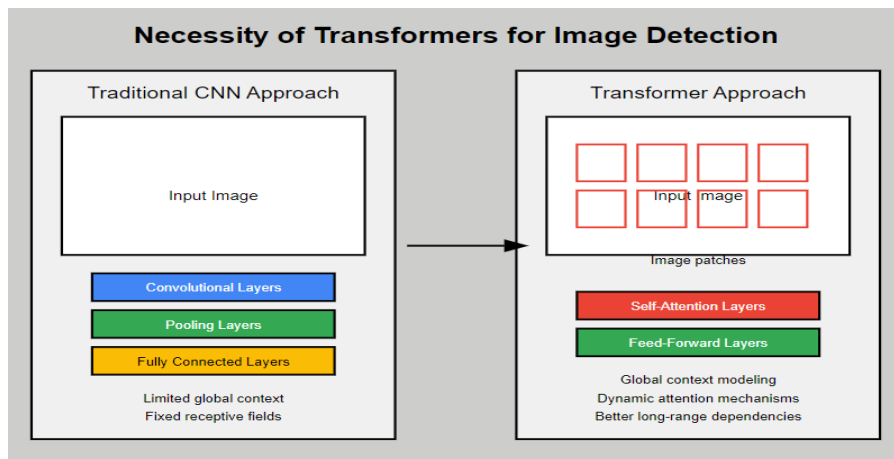 Necessity of Transformers for Image Detection
Traditional CNN Approach
Input Image
Convolutional Layers
Pooling Layers
Fully Connected Layers
Limited global context
Fixed receptive fields
Transformer Approach
Input Image
Image patches
Self-Attention Layers
Feed-Forward Layers
Global context modeling
Dynamic attention mechanisms
Better long-range dependencies